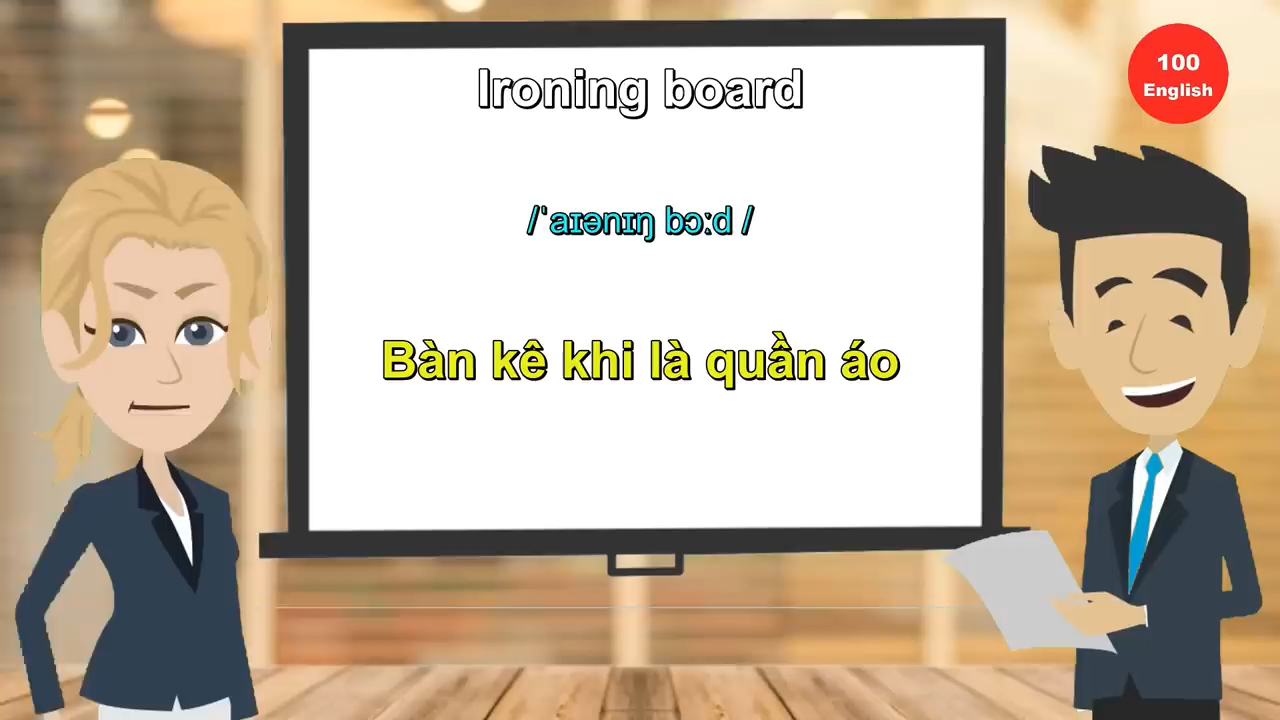 Ironing board
/ˈaɪənɪŋ bɔːd /
Bàn kê khi là quần áo
100
English